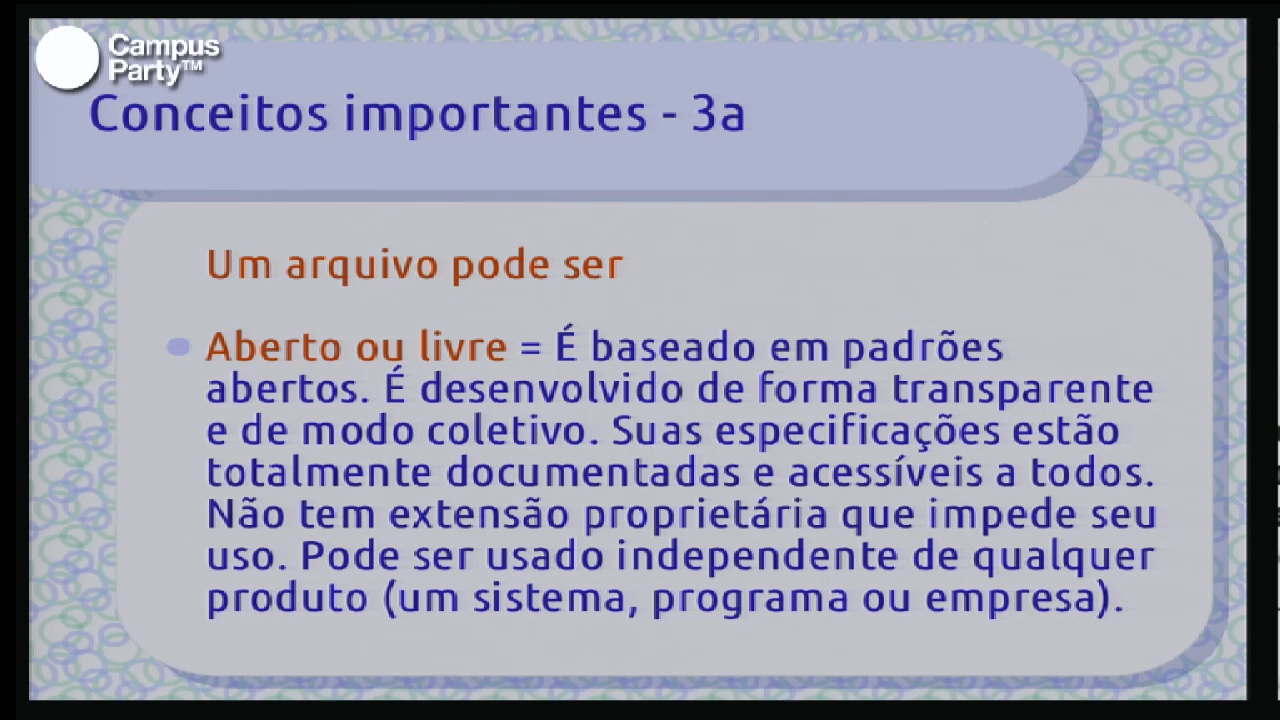 Campus
Party™
Conceitos importantes - 3a
Um arquivo pode ser
Aberto ou livre = É baseado em padrões
abertos. É desenvolvido de forma transparente
e de modo coletivo. Suas especificações estão
totalmente documentadas e acessíveis a todos.
Não tem extensão proprietária que impede seu
uso. Pode ser usado independente de qualquer
produto (um sistema, programa ou empresa).